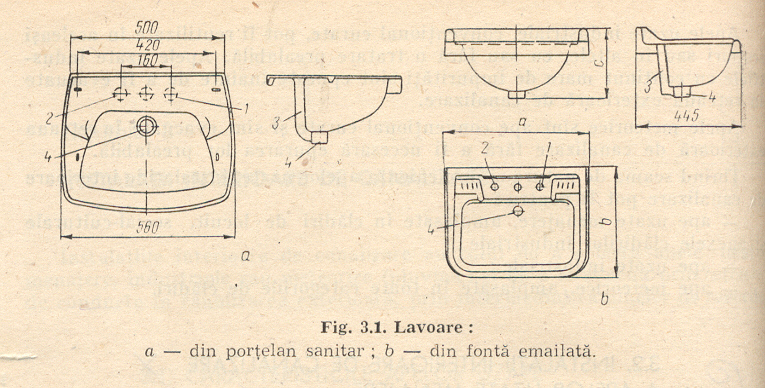 500
420
160
2
1
3
4
4
560
a
c
3
4
445
a
2
1
4
b
b
Fig. 3.1. Lavoare :
a — din porțelan sanitar ; b — din fontă emailată.